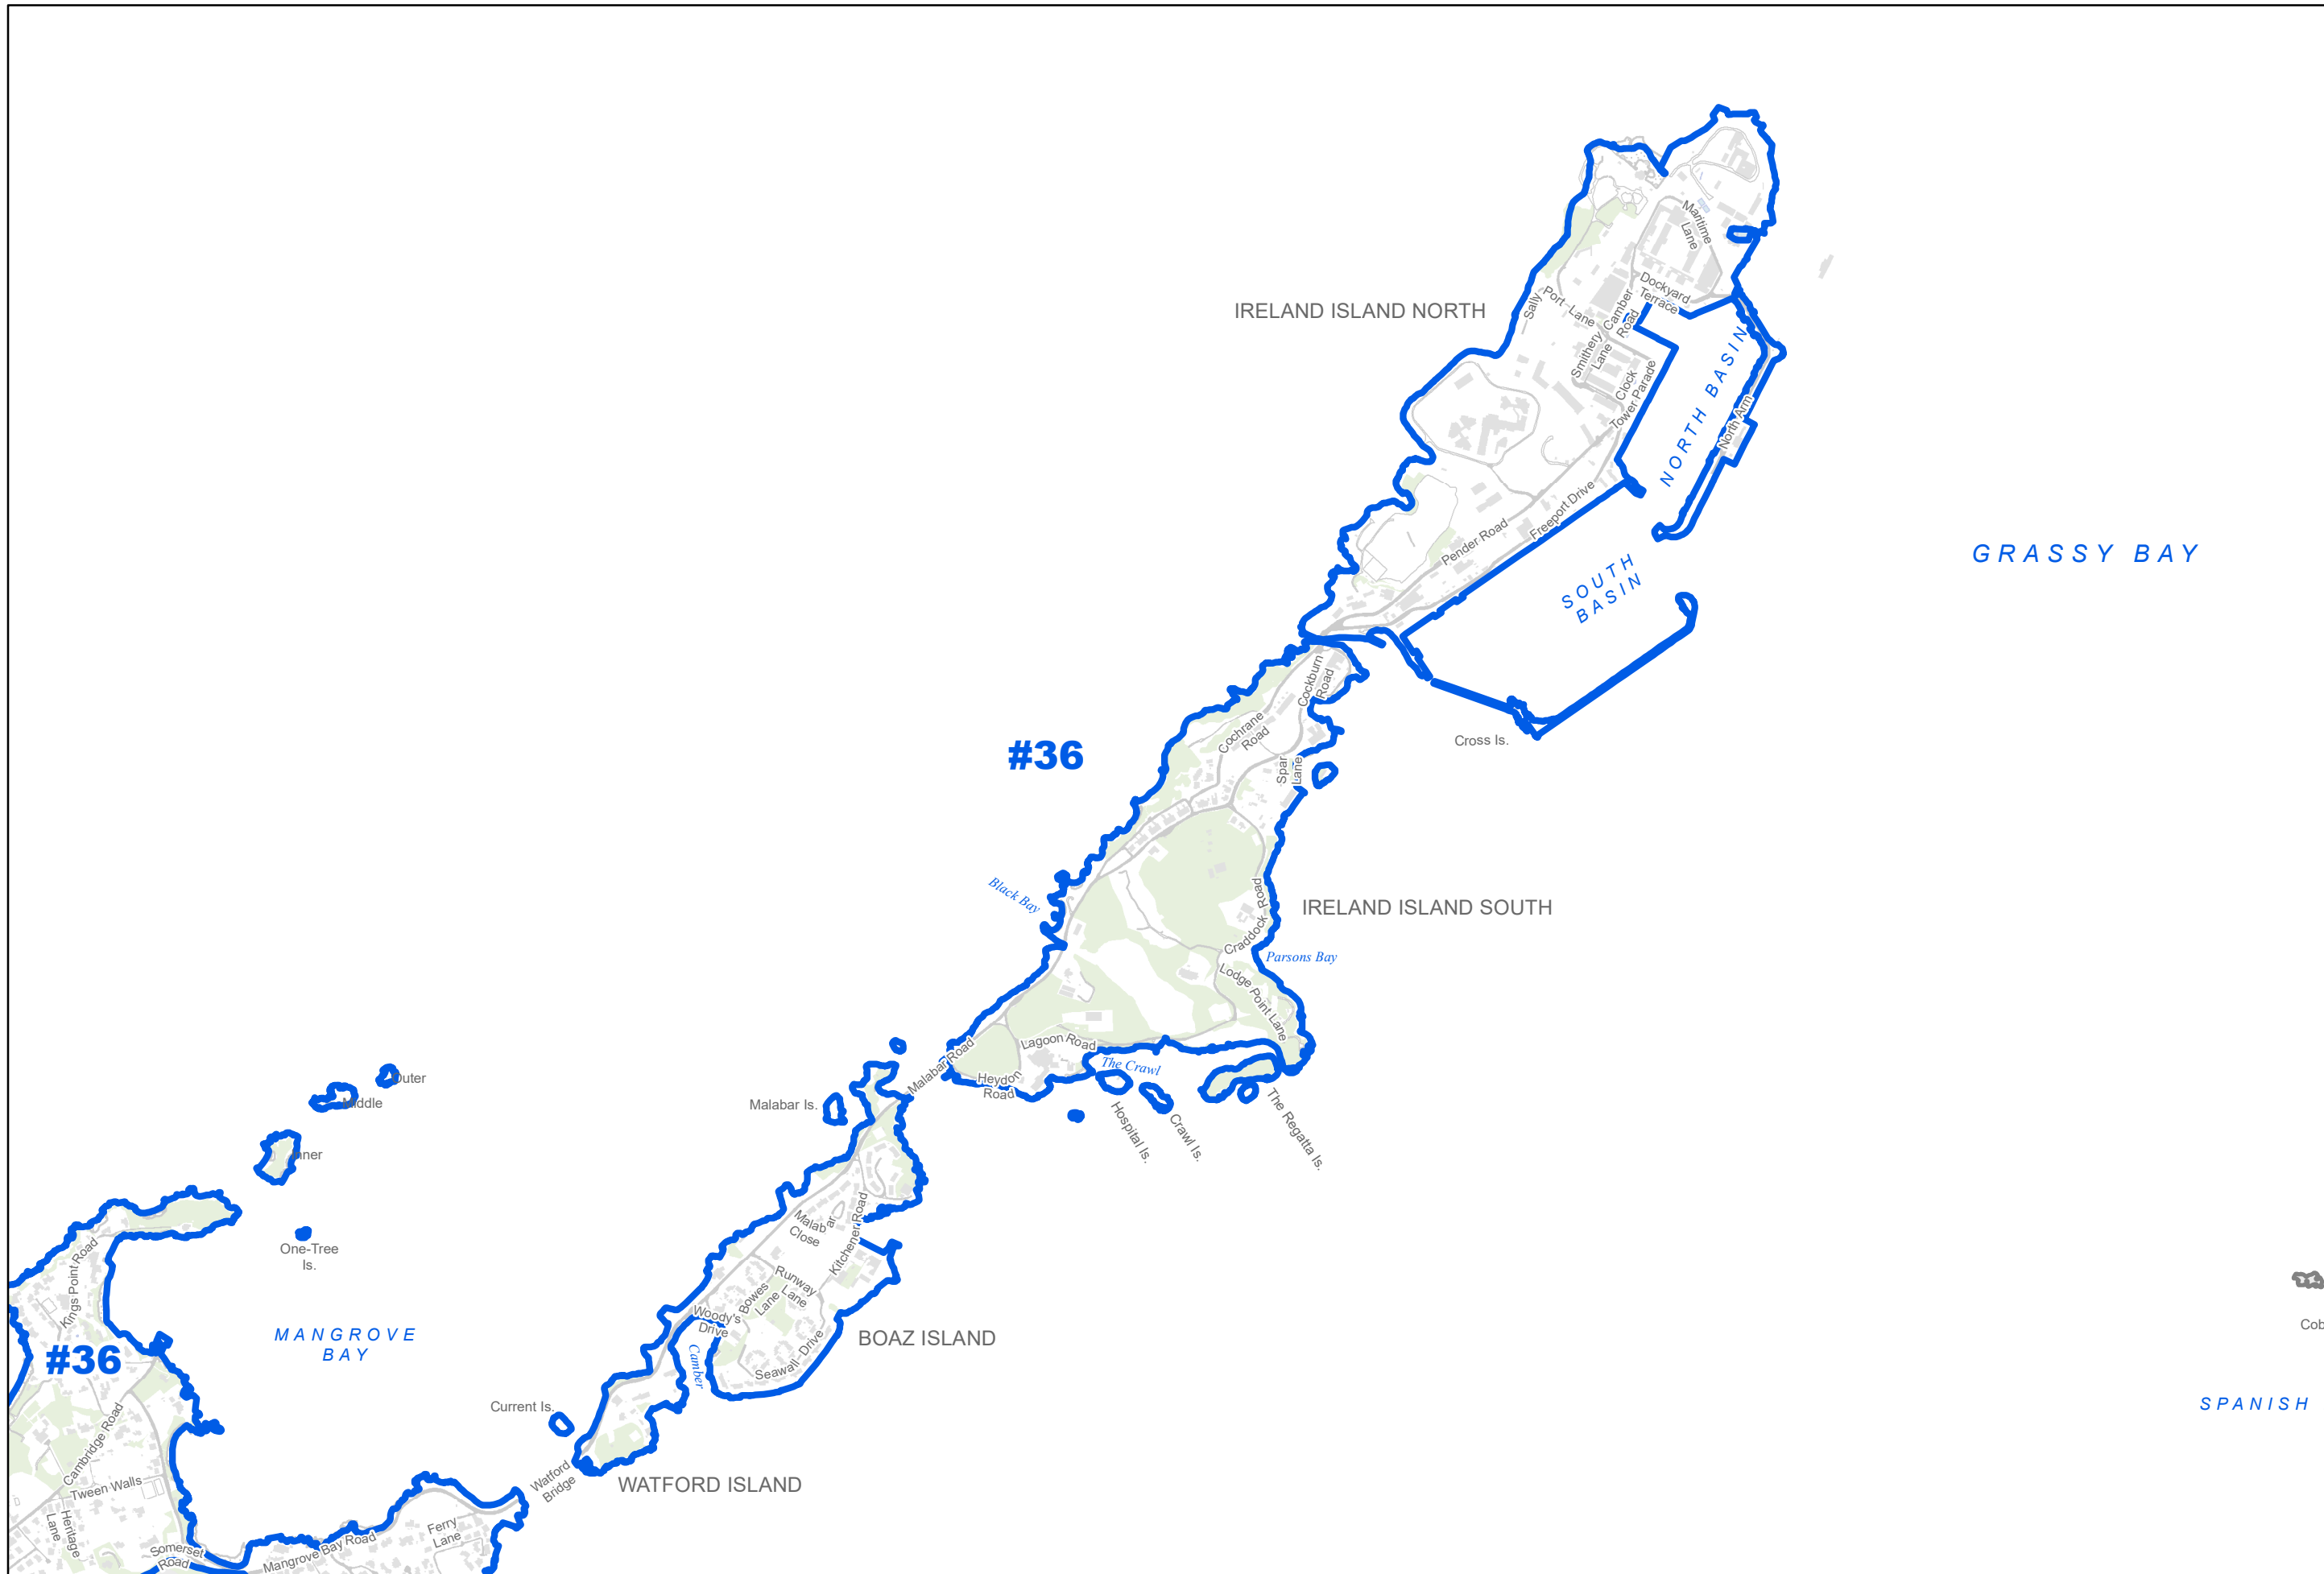 Maritime
Lane
IRELAND ISLAND NORTH
Sally
Port Lane
Dockyard
Terrace
Camber
Road
Smithery
Lane
Clock
Tower Parade
NORTH BASIN
North Arm
Freeport Drive
Pender Road
GRASSY BAY
SOUTH
BASIN
Cockburn
Road
Cochrane
Road
Cross Is.
#36
Spar
Lane
Black Bay
Craddock Road
IRELAND ISLAND SOUTH
Parsons Bay
Lodge Point Lane
Lagoon Road
Malabar Road
The Crawl
Heydon
Road
Outer
Middle
Malabar Is.
Hospital Is.
Crawl Is.
The Regatta Is.
nner
Kitchener Road
Malabar
Close
Kings Point Road
One-Tree
Is.
Runway
Lane
Bowes
Lane
Woody's
Drive
Cob
MANGROVE
BAY
BOAZ ISLAND
#36
Camber
Seawall Drive
Current Is.
SPANISH
Cambridge Road
Watford
Bridge
WATFORD ISLAND
Tween Walls
Heritage
Lane
Ferry
Lane
Somerset
Road
Mangrove Bay Road